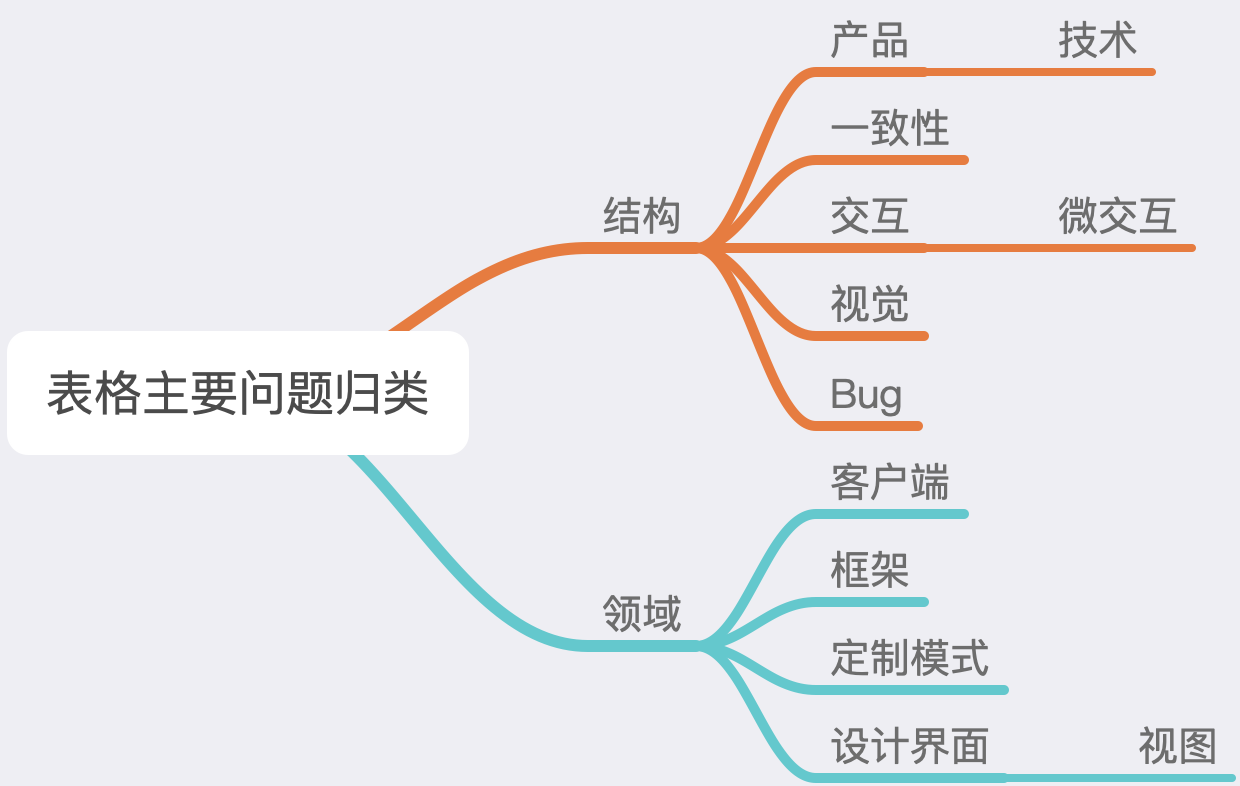 产品 技术
一致性
结构 交互 微交互
视觉
表格主要问题归类
Bug
客户端
框架
领域
定制模式
设计界面 视图